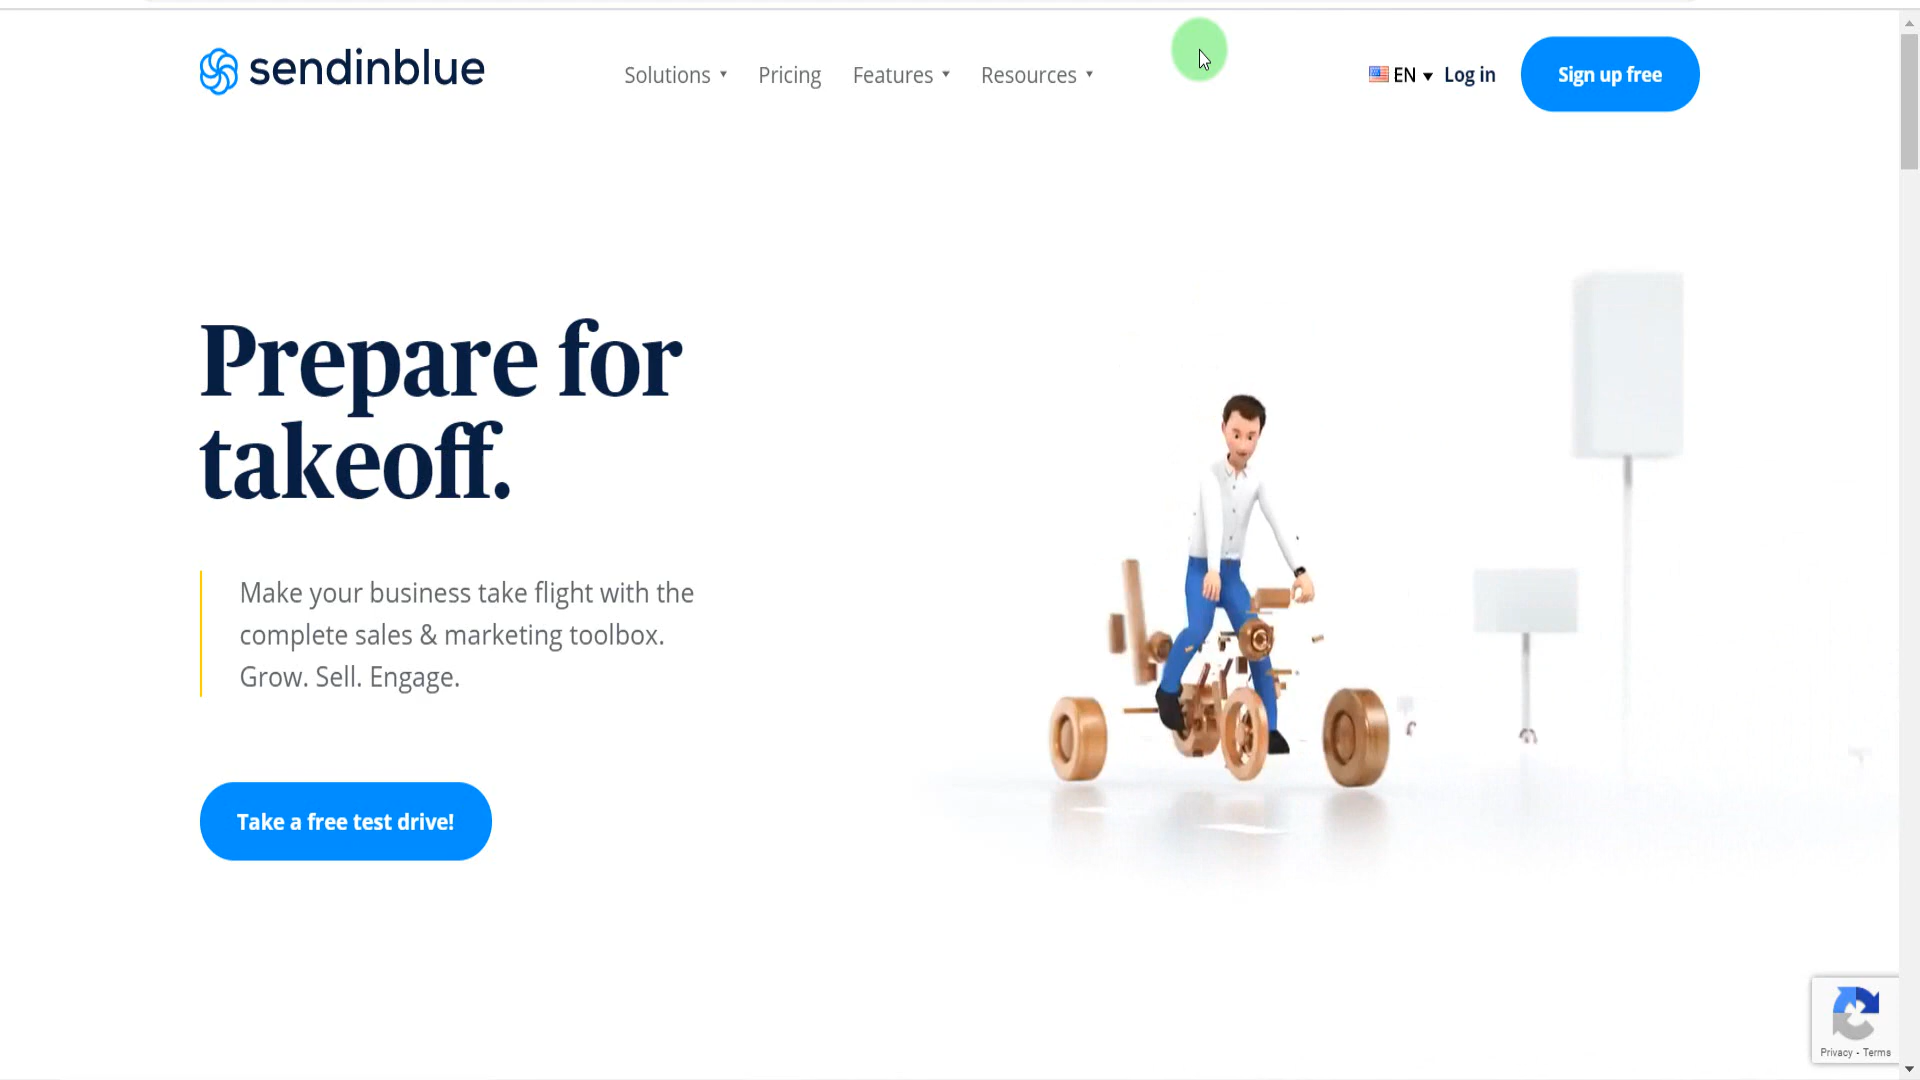 sendinblue
Solutions ▾ Pricing Features ▾ Resources ▾
EN ▾ Log in Sign up free
Prepare for
takeoff.
Make your business take flight with the
complete sales & marketing toolbox.
Grow. Sell. Engage.
Take a free test drive!
Privacy - Terms